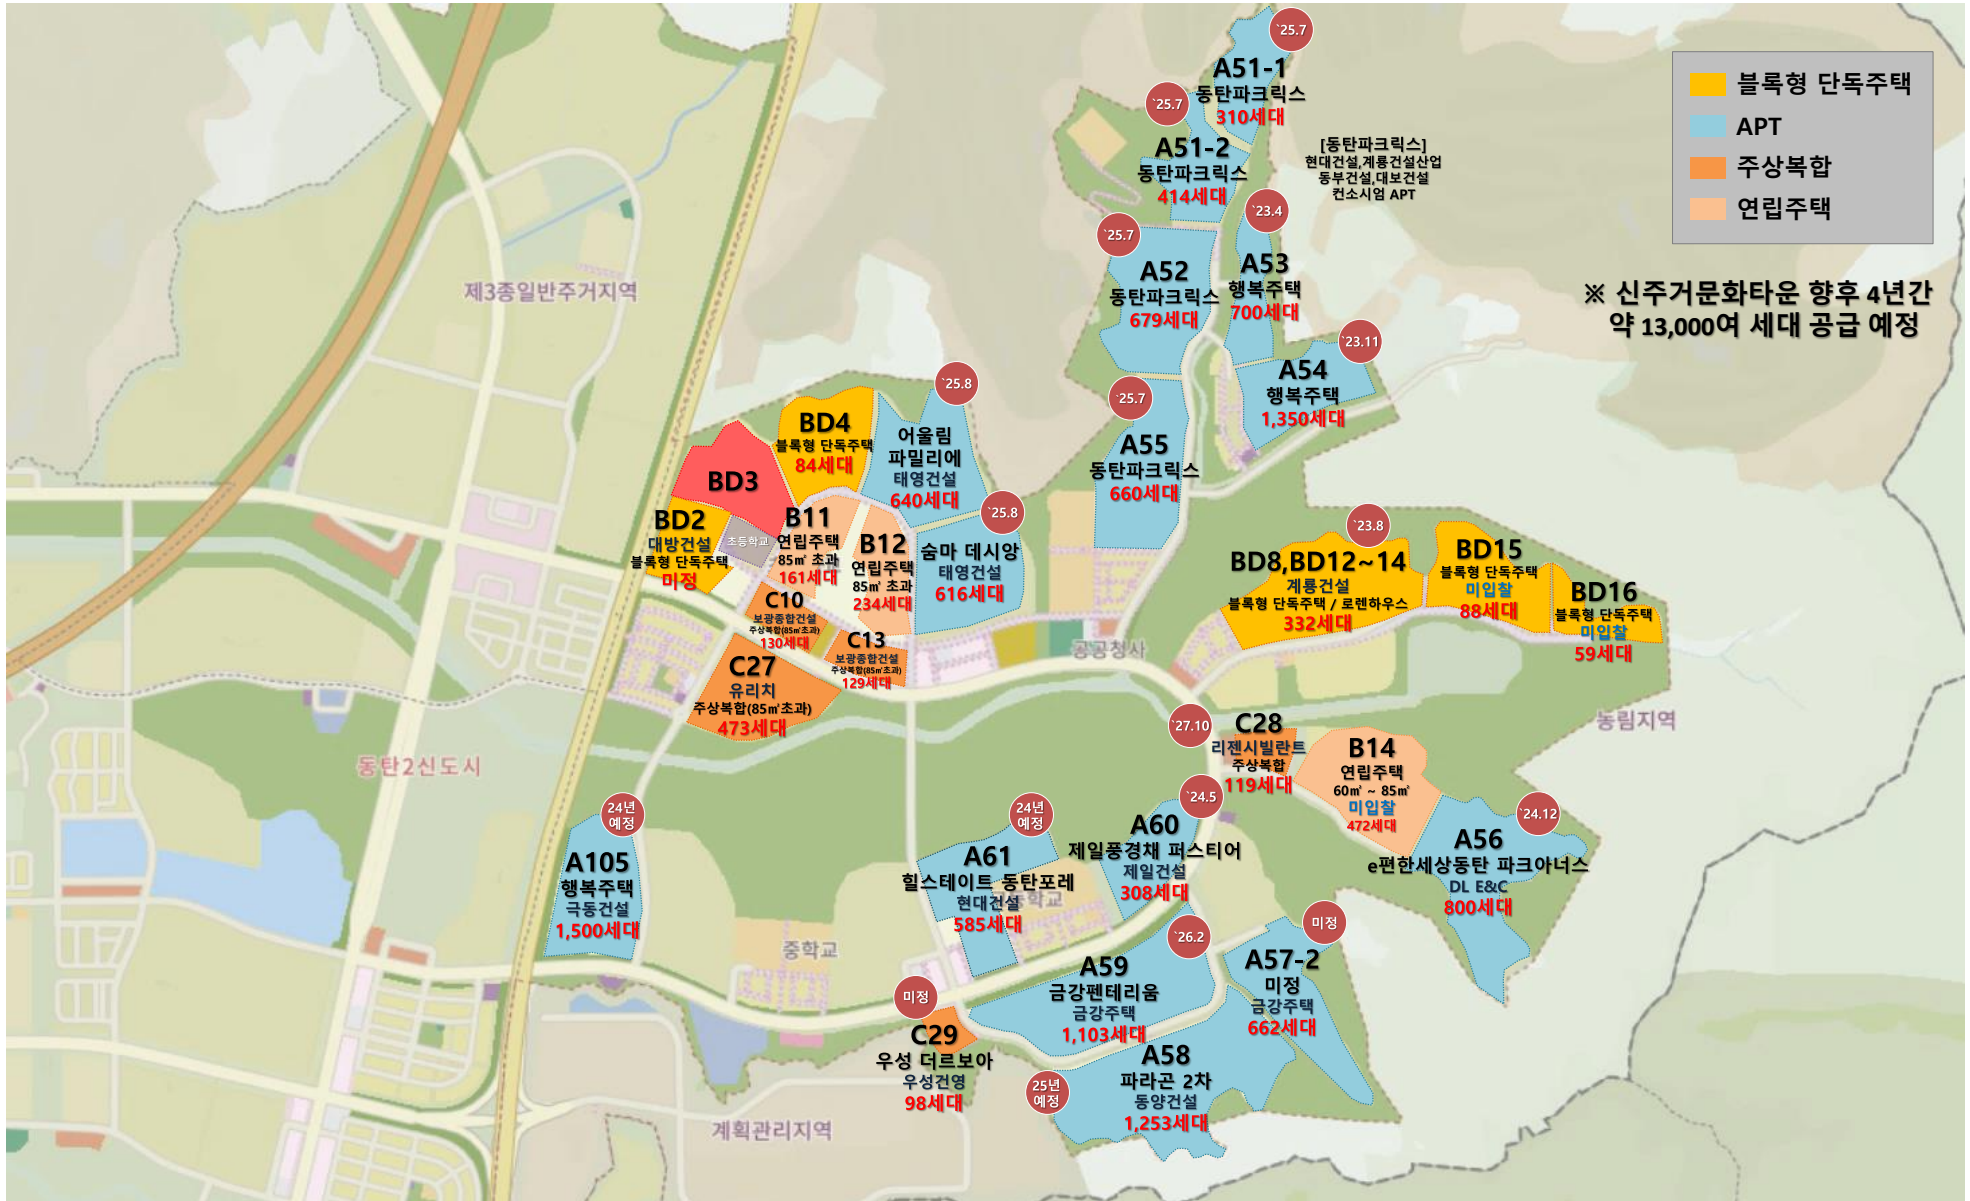 `25.7
A51-1
동탄파크릭스
310세대
`25.7
A51-2
동탄파크릭스
414세대
[동탄파크릭스]
현대건설,계룡건설산업
동부건설,대보건설
컨소시엄 APT
블록형 단독주택
APT
주상복합
연립주택
※ 신주거문화타운 향후 4년간
약 13,000여 세대 공급 예정
`23.4
A53
행복주택
700세대
`25.7
A52
동탄파크릭스
679세대
제3종일반주거지역
`23.11
A54
행복주택
1,350세대
`25.7
A55
동탄파크릭스
660세대
`25.8
어울림
파밀리에
태영건설
640세대
BD4
블록형 단독주택
84세대
BD3
BD2
대방건설
블록형 단독주택
미정
초등학교
B11
연립주택
85㎡ 초과
161세대
B12
연립주택
85㎡ 초과
234세대
`25.8
숨마 데시앙
태영건설
616세대
`23.8
BD8,BD12~14
계룡건설
블록형 단독주택 / 로렌하우스
332세대
BD15
블록형 단독주택
미입찰
88세대
BD16
블록형 단독주택
미입찰
59세대
C10
보광종합건설
주상복합(85㎡초과)
130세대
C13
보광종합건설
주상복합(85㎡초과)
129세대
C27
유리치
주상복합(85㎡초과)
473세대
공공청사
농림지역
동탄2신도시
`27.10
C28
리젠시빌란트
주상복합
119세대
B14
연립주택
60㎡ ~ 85㎡
미입찰
472세대
`24.12
A56
e편한세상동탄 파크아너스
DL E&C
800세대
24년
예정
A105
행복주택
극동건설
1,500세대
24년
예정
A61
힐스테이트 동탄포레
현대건설
585세대
`24.5
A60
제일풍경채 퍼스티어
제일건설
308세대
중학교
`26.2
A59
금강펜테리움
금강주택
1,103세대
미정
A57-2
미정
금강주택
662세대
미정
C29
우성 더르보아
우성건영
98세대
25년
예정
A58
파라곤 2차
동양건설
1,253세대
계획관리지역